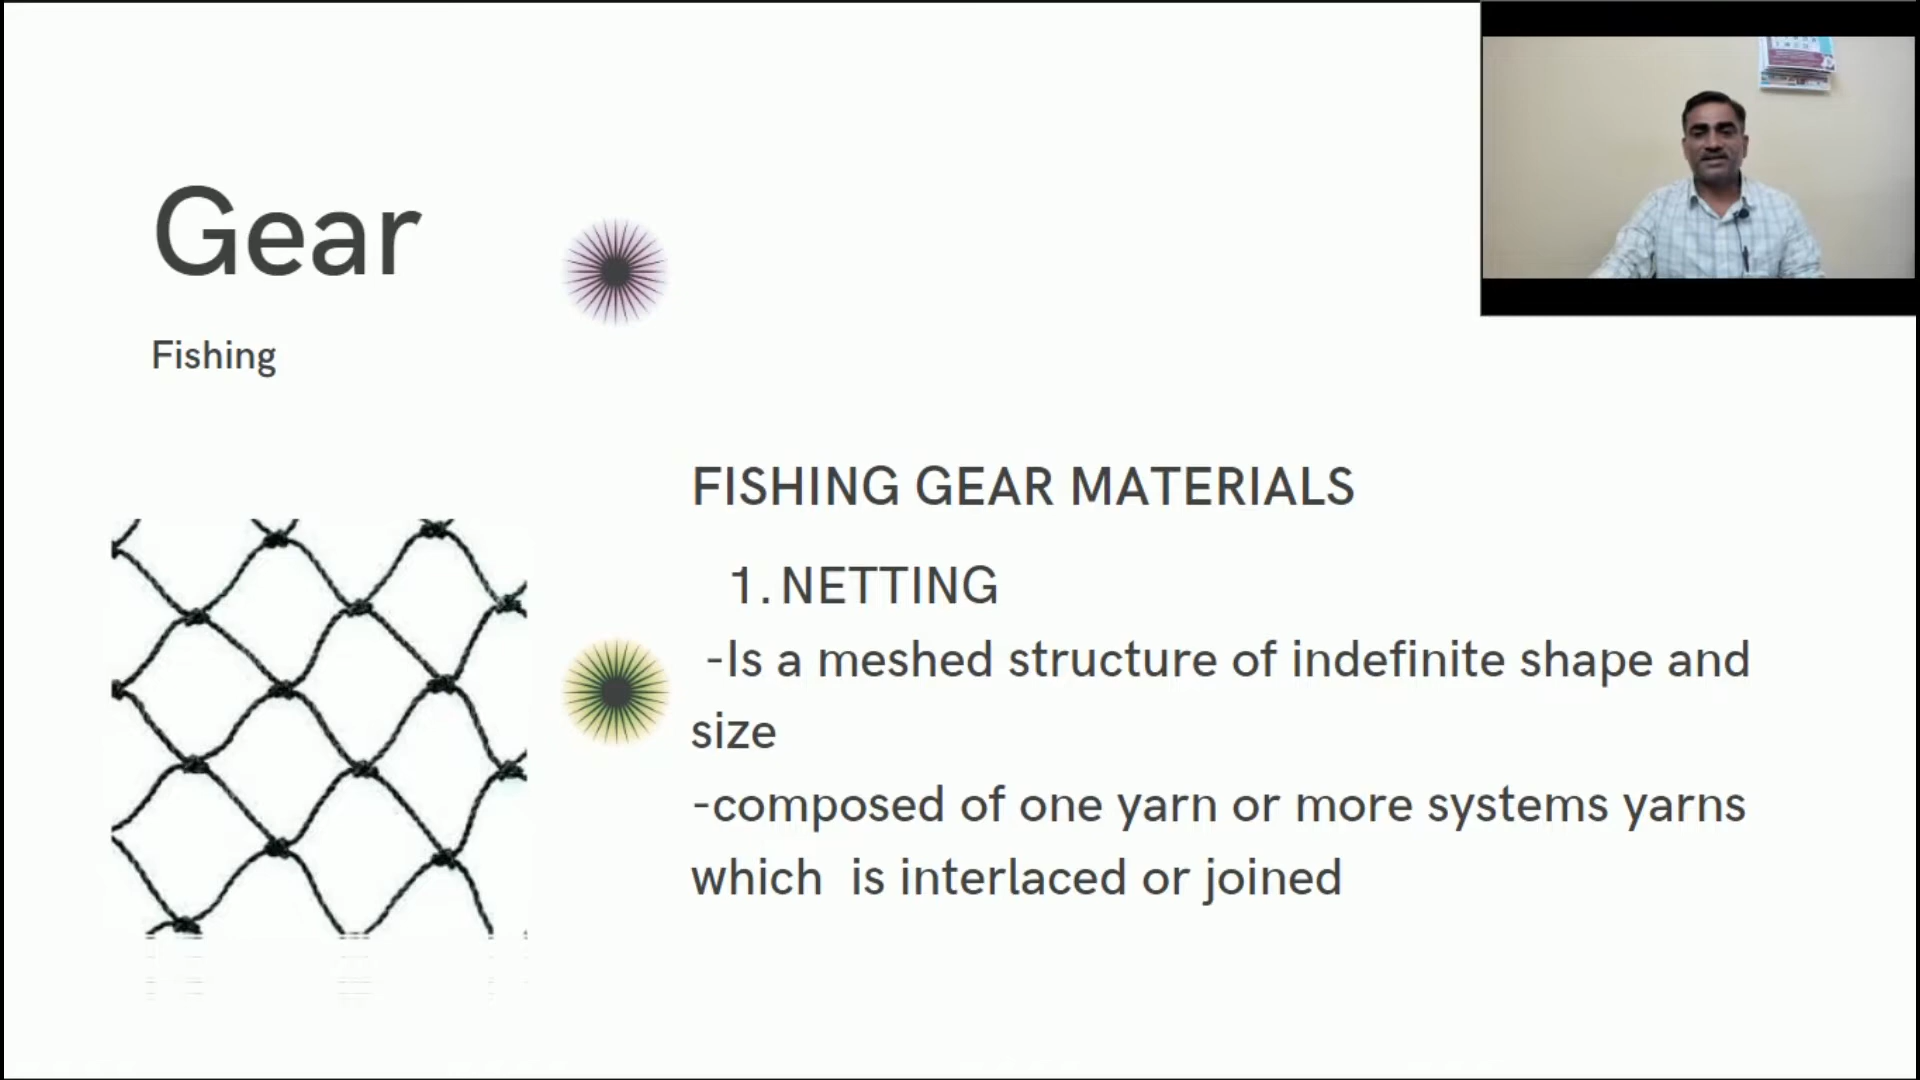 Gear
Fishing
FISHING GEAR MATERIALS
1. NETTING
-Is a meshed structure of indefinite shape and
size
-composed of one yarn or more systems yarns
which is interlaced or joined